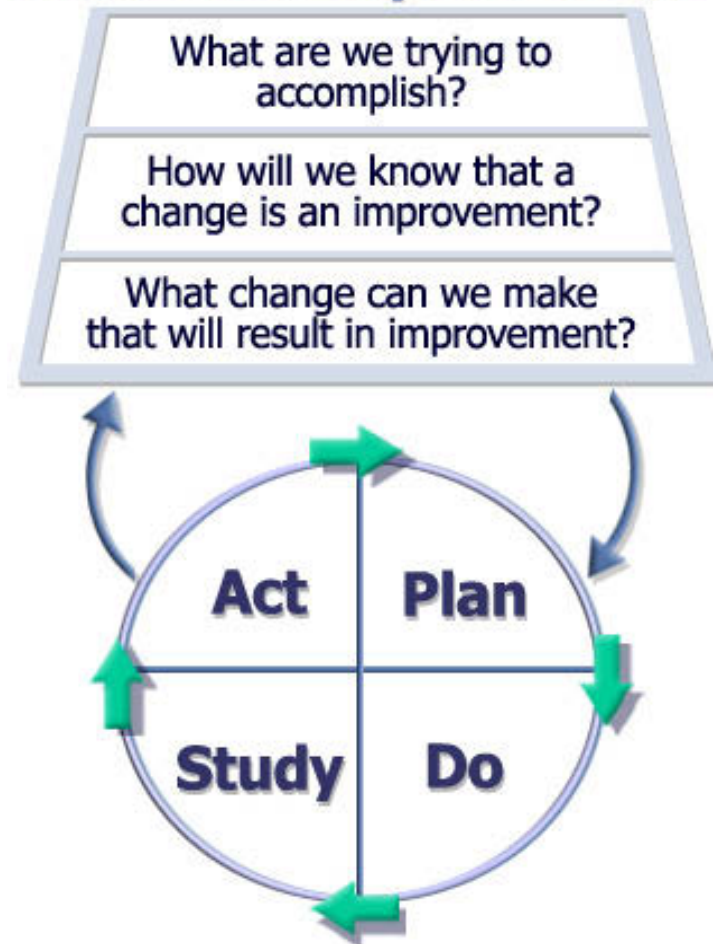 What are we trying to
accomplish?
How will we know that a
change is an improvement?
What change can we make
that will result in improvement?
Act
Plan
Study
Do